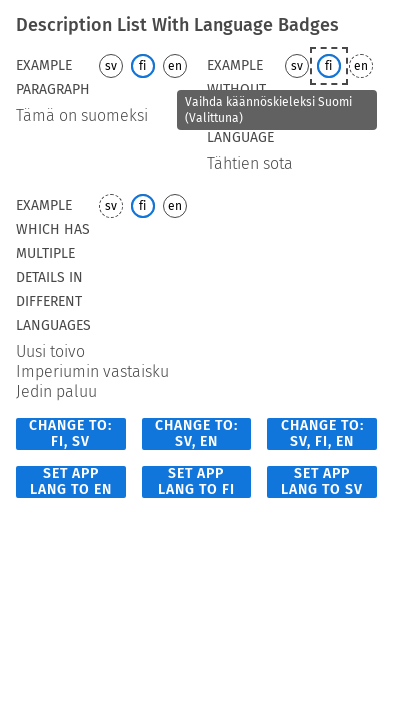 Description List With Language Badges
EXAMPLE PARAGRAPH
sv fi en
Tämä on suomeksi
EXAMPLE
WITHOUT
LANGUAGE
sv fi en
Vaihda käännöskieleksi Suomi
(Valittuna)
Tähtien sota
EXAMPLE
WHICH HAS
MULTIPLE
DETAILS IN
DIFFERENT
LANGUAGES
sv fi en
Uusi toivo
Imperiumin vastaisku
Jedin paluu
CHANGE TO:
FI, SV
CHANGE TO:
SV, EN
CHANGE TO:
SV, FI, EN
SET APP
LANG TO EN
SET APP
LANG TO FI
SET APP
LANG TO SV